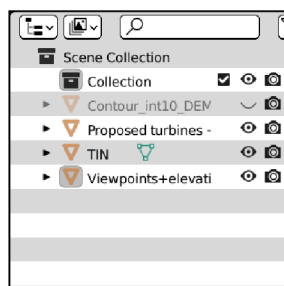 Scene Collection
Collection
Contour_int10_DEM
Proposed turbines -
TIN
Viewpoints+elevati